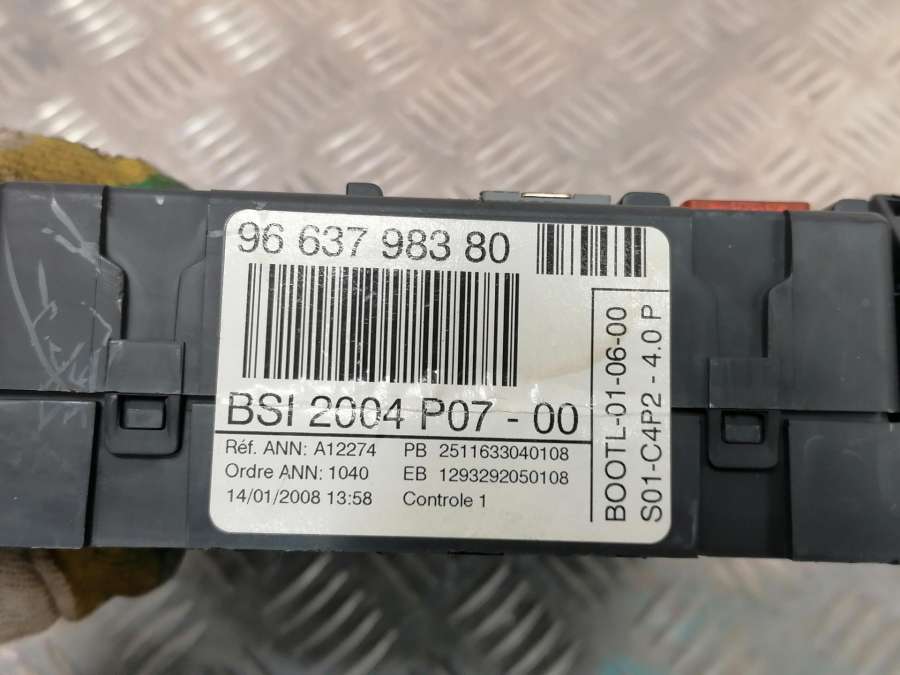 96 637 983 80
BSI 2004 P07 - 00
Réf. ANN: A12274 PB 2511633040108
Ordre ANN: 1040 EB 1293292050108
14/01/2008 13:58 Controle 1
BOOTL-01-06-00
S01-C4P2 - 4.0 P